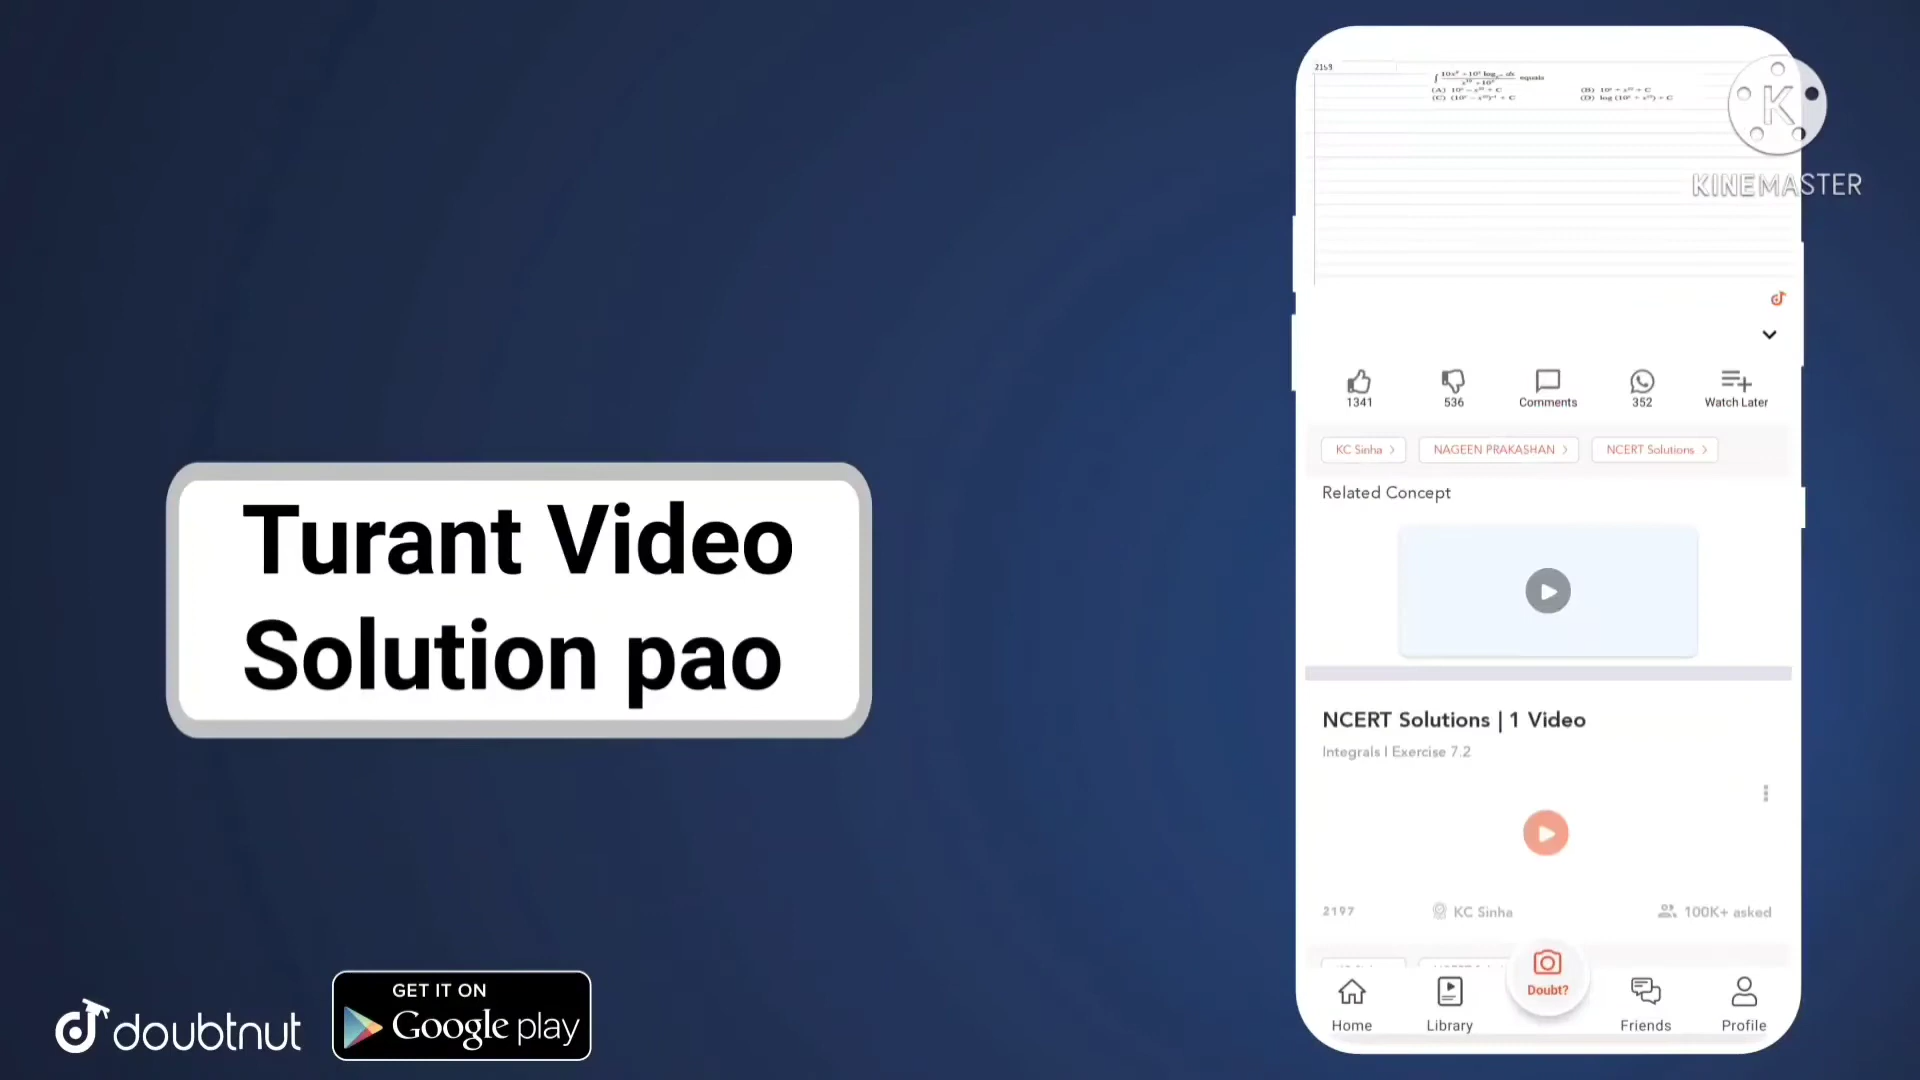 Turant Video
Solution pao
doubtnut
GET IT ON
Google play
2159
equals
KINEMASTER
1341
536
Comments
352
Watch Later
KC Sinha
NAGEEN PRAKASHAN
NCERT Solutions
Related Concept
NCERT Solutions | 1 Video
Integrals | Exercise 7.2
2197
KC Sinha
100K+ asked
Doubt?
Home
Library
Friends
Profile